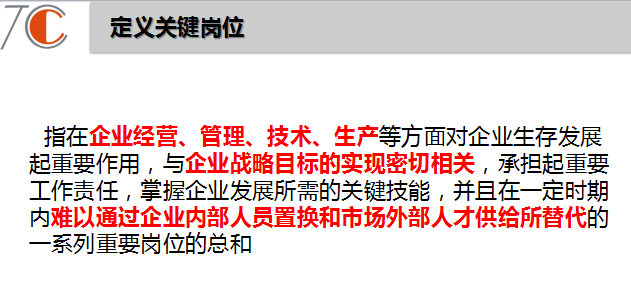 7C
定义关键岗位
指在企业经营、管理、技术、生产等方面对企业生存发展
起重要作用，与企业战略目标的实现密切相关，承担起重要
工作责任，掌握企业发展所需的关键技能，并且在一定时期
内难以通过企业内部人员置换和市场外部人才供给所替代的
一系列重要岗位的总和